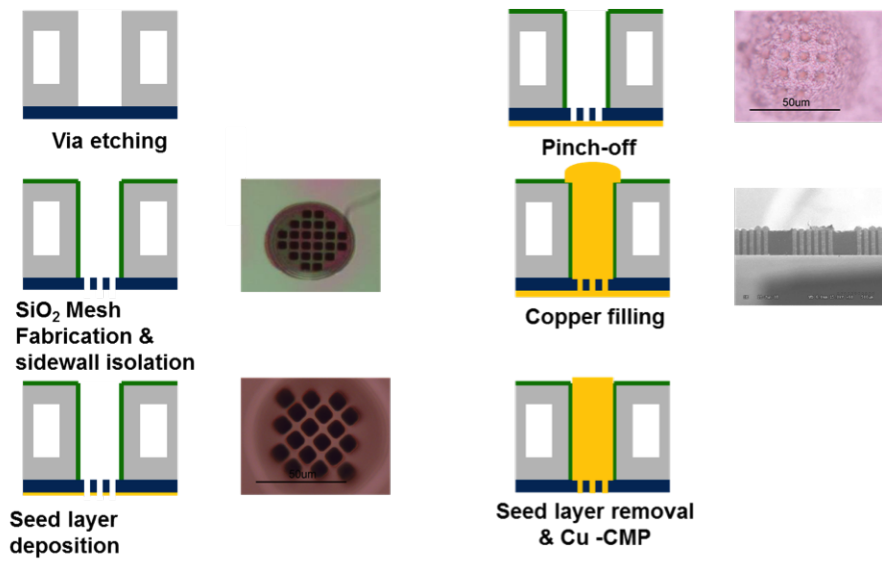 Via etching
SiO₂ Mesh
Fabrication &
sidewall isolation
50um
Seed layer
deposition
50um
Pinch-off
Copper filling
Seed layer removal
& Cu -CMP